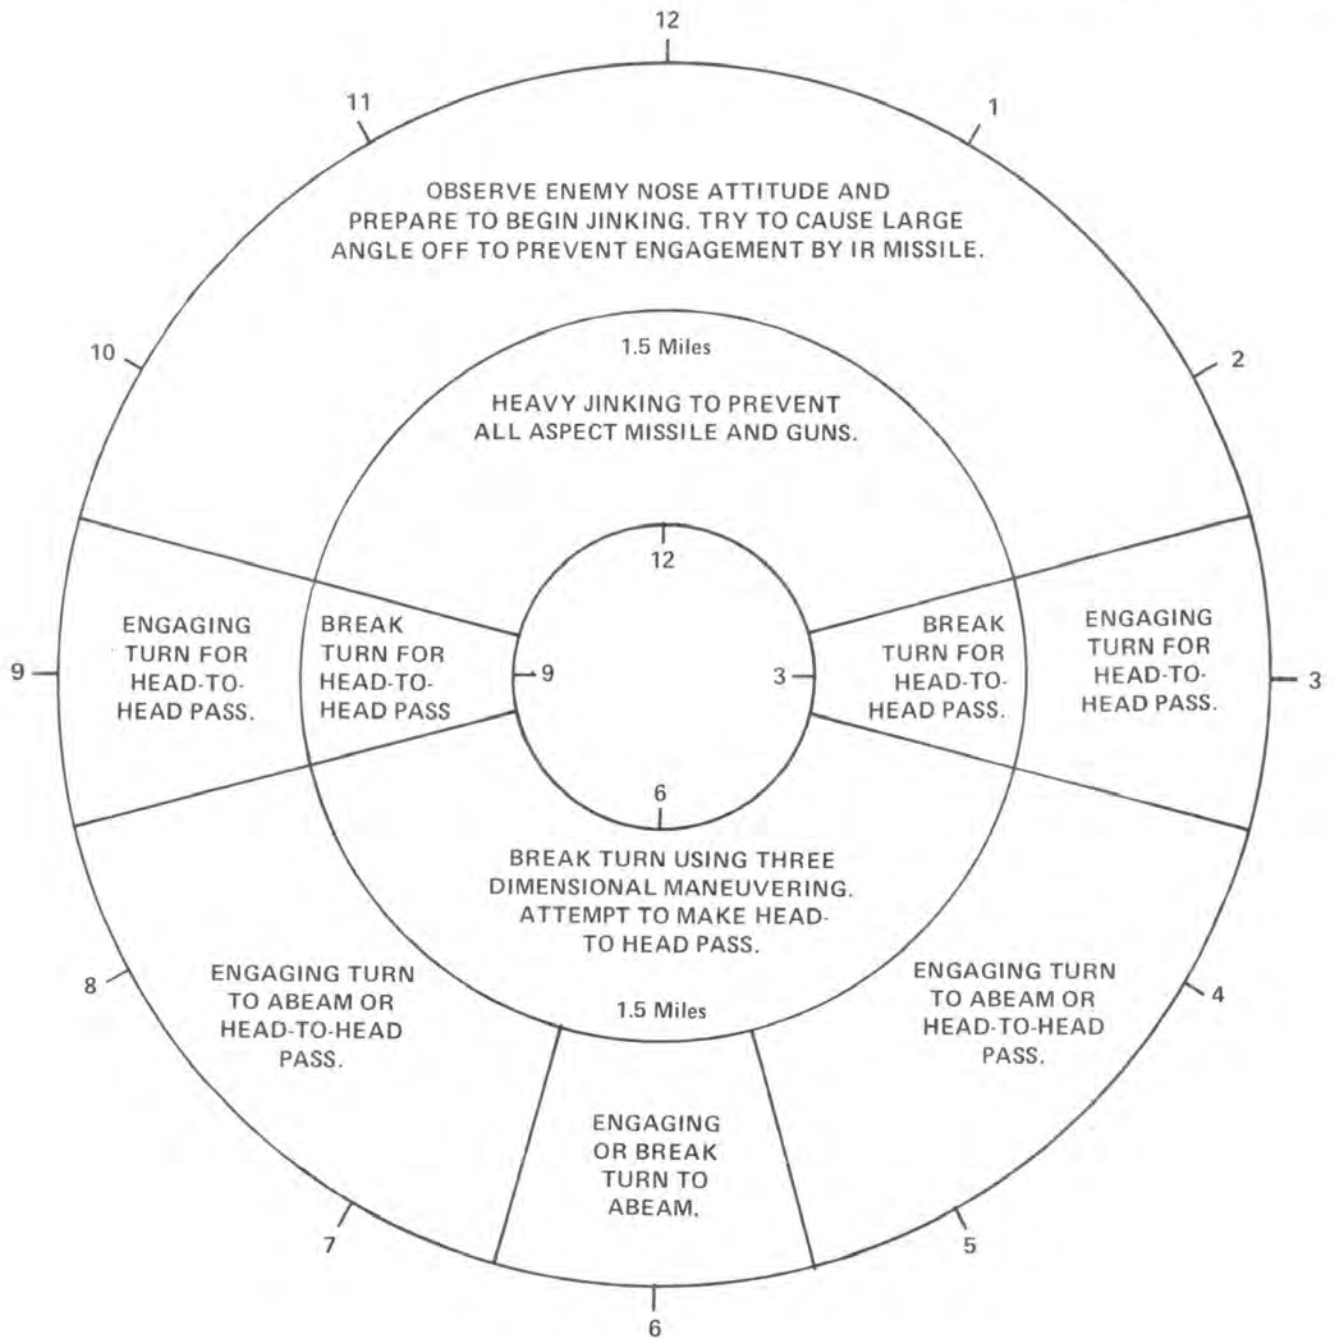 12
11
1
OBSERVE ENEMY NOSE ATTITUDE AND
PREPARE TO BEGIN JINKING. TRY TO CAUSE LARGE
ANGLE OFF TO PREVENT ENGAGEMENT BY IR MISSILE.
10
2
1.5 Miles
HEAVY JINKING TO PREVENT
ALL ASPECT MISSILE AND GUNS.
12
9
ENGAGING
TURN FOR
HEAD-TO-
HEAD PASS.
BREAK
TURN FOR
HEAD-TO-
HEAD PASS
9
3
BREAK
TURN FOR
HEAD-TO-
HEAD PASS.
ENGAGING
TURN FOR
HEAD-TO-
HEAD PASS.
3
6
BREAK TURN USING THREE
DIMENSIONAL MANEUVERING.
ATTEMPT TO MAKE HEAD-
TO HEAD PASS.
8
ENGAGING TURN
TO ABEAM OR
HEAD-TO-HEAD
PASS.
1.5 Miles
ENGAGING TURN
TO ABEAM OR
HEAD-TO-HEAD
PASS.
4
ENGAGING
OR BREAK
TURN TO
ABEAM.
7
5
6